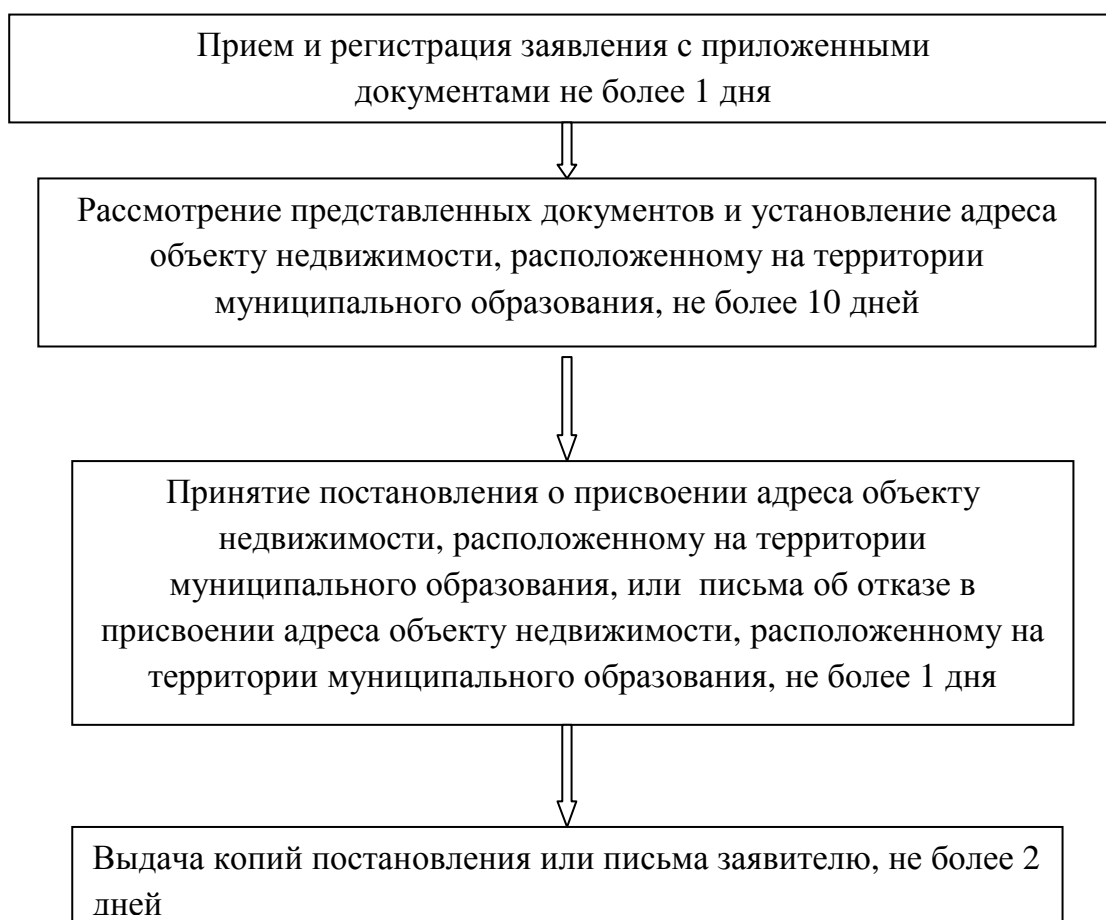 Прием и регистрация заявления с приложенными
документами не более 1 дня
Рассмотрение представленных документов и установление адреса
объекту недвижимости, расположенному на территории
муниципального образования, не более 10 дней
Принятие постановления о присвоении адреса объекту
недвижимости, расположенному на территории
муниципального образования, или  письма об отказе в
присвоении адреса объекту недвижимости, расположенному на
территории муниципального образования, не более 1 дня
Выдача копий постановления или письма заявителю, не более 2
дней